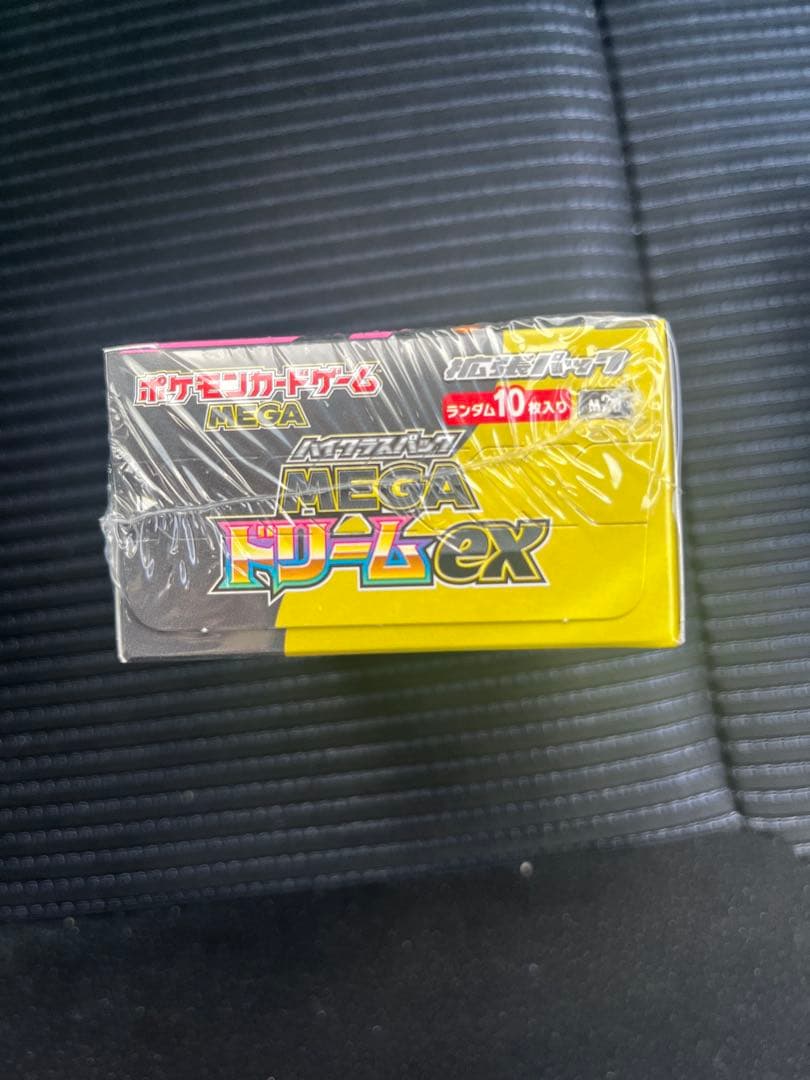 ポケモンカードゲーム
MEGA
拡張パック
ランダム10枚入り
ハイクラスパック
MEGA
ドリームex